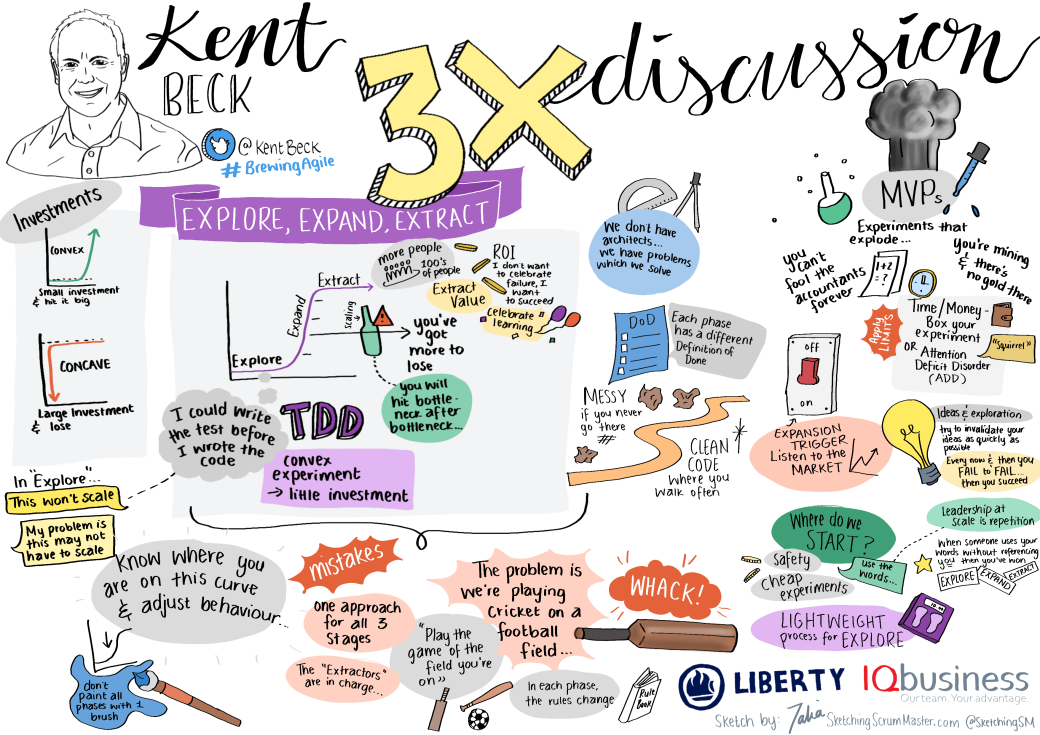 Kent
BECK
3X discussion
@KentBeck
#BrewingAgile
EXPLORE, EXPAND, EXTRACT
Investments
CONVEX
Small investment
& hit it big
CONCAVE
Large Investment
& lose
Explore
Expand
Extract
scaling
more people
100's
of people
Extract
Value
ROI
I don't want
to celebrate
failure, I
want
to succeed
"Celebrate"
learning
you've
got
more to
lose
you will
hit bottle-
neck after
bottleneck...
I could write
the test before
I wrote the
code
TDD
convex
experiment
→ little investment
In "Explore"...
This won't scale
My problem is
this may not
have to scale
Know where you
are on this curve
& adjust behaviour...
don't
paint all
phases with 1
brush
mistakes
one approach
for all 3
Stages
The "Extractors"
are in charge...
The problem is
We're playing
cricket on a
football
field...
WHACK!
"Play the
game of the
field you're
on"
In each phase,
the rules change
Rule
Book
We don't have
architects...
we have problems
which we solve
DoD
Each phase
has a different
Definition of
Done
MESSY
if you never
go there
CLEAN
CODE
Where you
walk often
MVPs
Experiments that
explode...
you
can't
fool the
accountants
forever
1+2
= ?
You're mining
& there's
no gold there
Apply
LIMITS
Time/Money-
Box your
experiment
OR Attention
Deficit Disorder
(ADD)
"Squirrel"
off
on
EXPANSION
TRIGGER
Listen to the
MARKET
Ideas & exploration
try to invalidate your
ideas as quickly as
possible
Every now & then you
FAIL to FAIL...
then you succeed
Where do we
START?
safety
Cheap
experiments
use the
words...
Leadership at
scale is repetition
When someone uses your
words without referencing
you, then you've won
EXPLORE
EXPAND
EXTRACT
LIGHTWEIGHT
process for EXPLORE
LIBERTY
IQbusiness
Our team. Your advantage.
Sketch by: Talia SketchingScrumMaster.com @SketchingSM